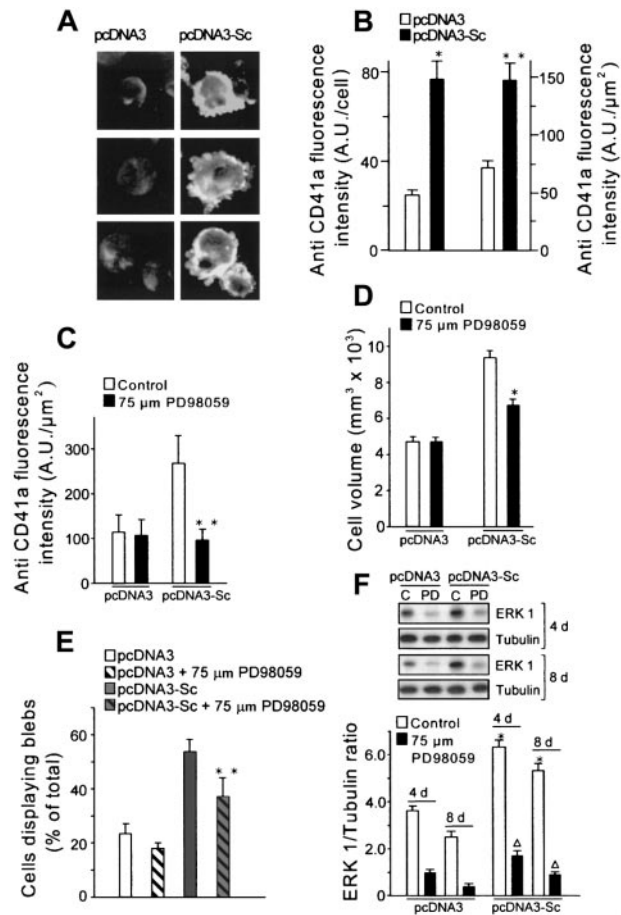 A
pcDNA3 pcDNA3-Sc
B
pcDNA3
pcDNA3-Sc
Anti CD41a fluorescence
intensity (A.U./cell)
80
40
0
* * *
150
100
50
0
Anti CD41a fluorescence
intensity (A.U./µm²)
C
Control
75 µm PD98059
Anti CD41a fluorescence
intensity (A.U./µm²)
300
200
100
0
* *
pcDNA3 pcDNA3-Sc
D
Control
75 µm PD98059
Cell volume (mm³ x 10³)
10
8
6
4
2
0
*
pcDNA3
pcDNA3-Sc
E
pcDNA3
pcDNA3 + 75 µm PD98059
pcDNA3-Sc
pcDNA3-Sc + 75 µm PD98059
Cells displaying blebs
(% of total)
60
40
20
0
* *
F
pcDNA3 pcDNA3-Sc
C PD C PD
ERK 1
Tubulin
4 d
ERK 1
Tubulin
8 d
Control
75 µm
PD98059
ERK 1/Tubulin ratio
6.0
4.0
2.0
0
4 d
8 d
4 d
8 d
* *
Δ Δ
pcDNA3 pcDNA3-Sc